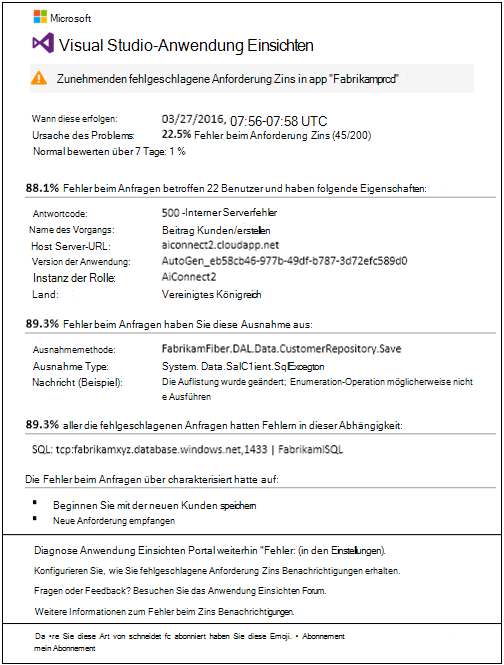 Microsoft
Visual Studio-Anwendung Einsichten
Zunehmenden fehlgeschlagene Anforderung Zins in app "Fabrikamprod"
Wann diese erfolgen: 03/27/2016, 07:56-07:58 UTC
Ursache des Problems: 22.5% Fehler beim Anforderung Zins (45/200)
Normal bewerten über 7 Tage: 1 %
88.1% Fehler beim Anfragen betroffen 22 Benutzer und haben folgende Eigenschaften:
Antwortcode: 500 -Interner Serverfehler
Name des Vorgangs: Beitrag Kunden/erstellen
Host Server-URL: aiconnect2.cloudapp.net
Version der Anwendung: AutoGen_eb58cb46-977b-49df-b787-3d72efc589d0
Instanz der Rolle: AiConnect2
Land: Vereinigtes Königreich
89.3% Fehler beim Anfragen haben Sie diese Ausnahme aus:
Ausnahmemethode: FabrikamFiber.DAL.Data.CustomerRepository.Save
Ausnahme Type: System. Data.SalC1ient.SqlExcegton
Nachricht (Beispiel): Die Auflistung wurde geändert; Enumeration-Operation möglicherweise nicht
e Ausführen
89.3% aller die fehlgeschlagenen Anfragen hatten Fehlern in dieser Abhängigkeit:
SQL: tcp:fabrikamxyz.database.windows.net,1433 | FabrikamlSQL
Die Fehler beim Anfragen über charakterisiert hatte auf:
▪ Beginnen Sie mit der neuen Kunden speichern
▪ Neue Anforderung empfangen
Diagnose Anwendung Einsichten Portal weiterhin "Fehler: (in den Einstellungen).
Konfigurieren Sie, wie Sie fehlgeschlagene Anforderung Zins Benachrichtigungen erhalten.
Fragen oder Feedback? Besuchen Sie das Anwendung Einsichten Forum.
Weitere Informationen zum Fehler beim Zins Benachrichtigungen.
Da •re Sie diese Art von schneidet fc abonniert haben Sie diese Emoji. • Abonnement
mein Abonnement